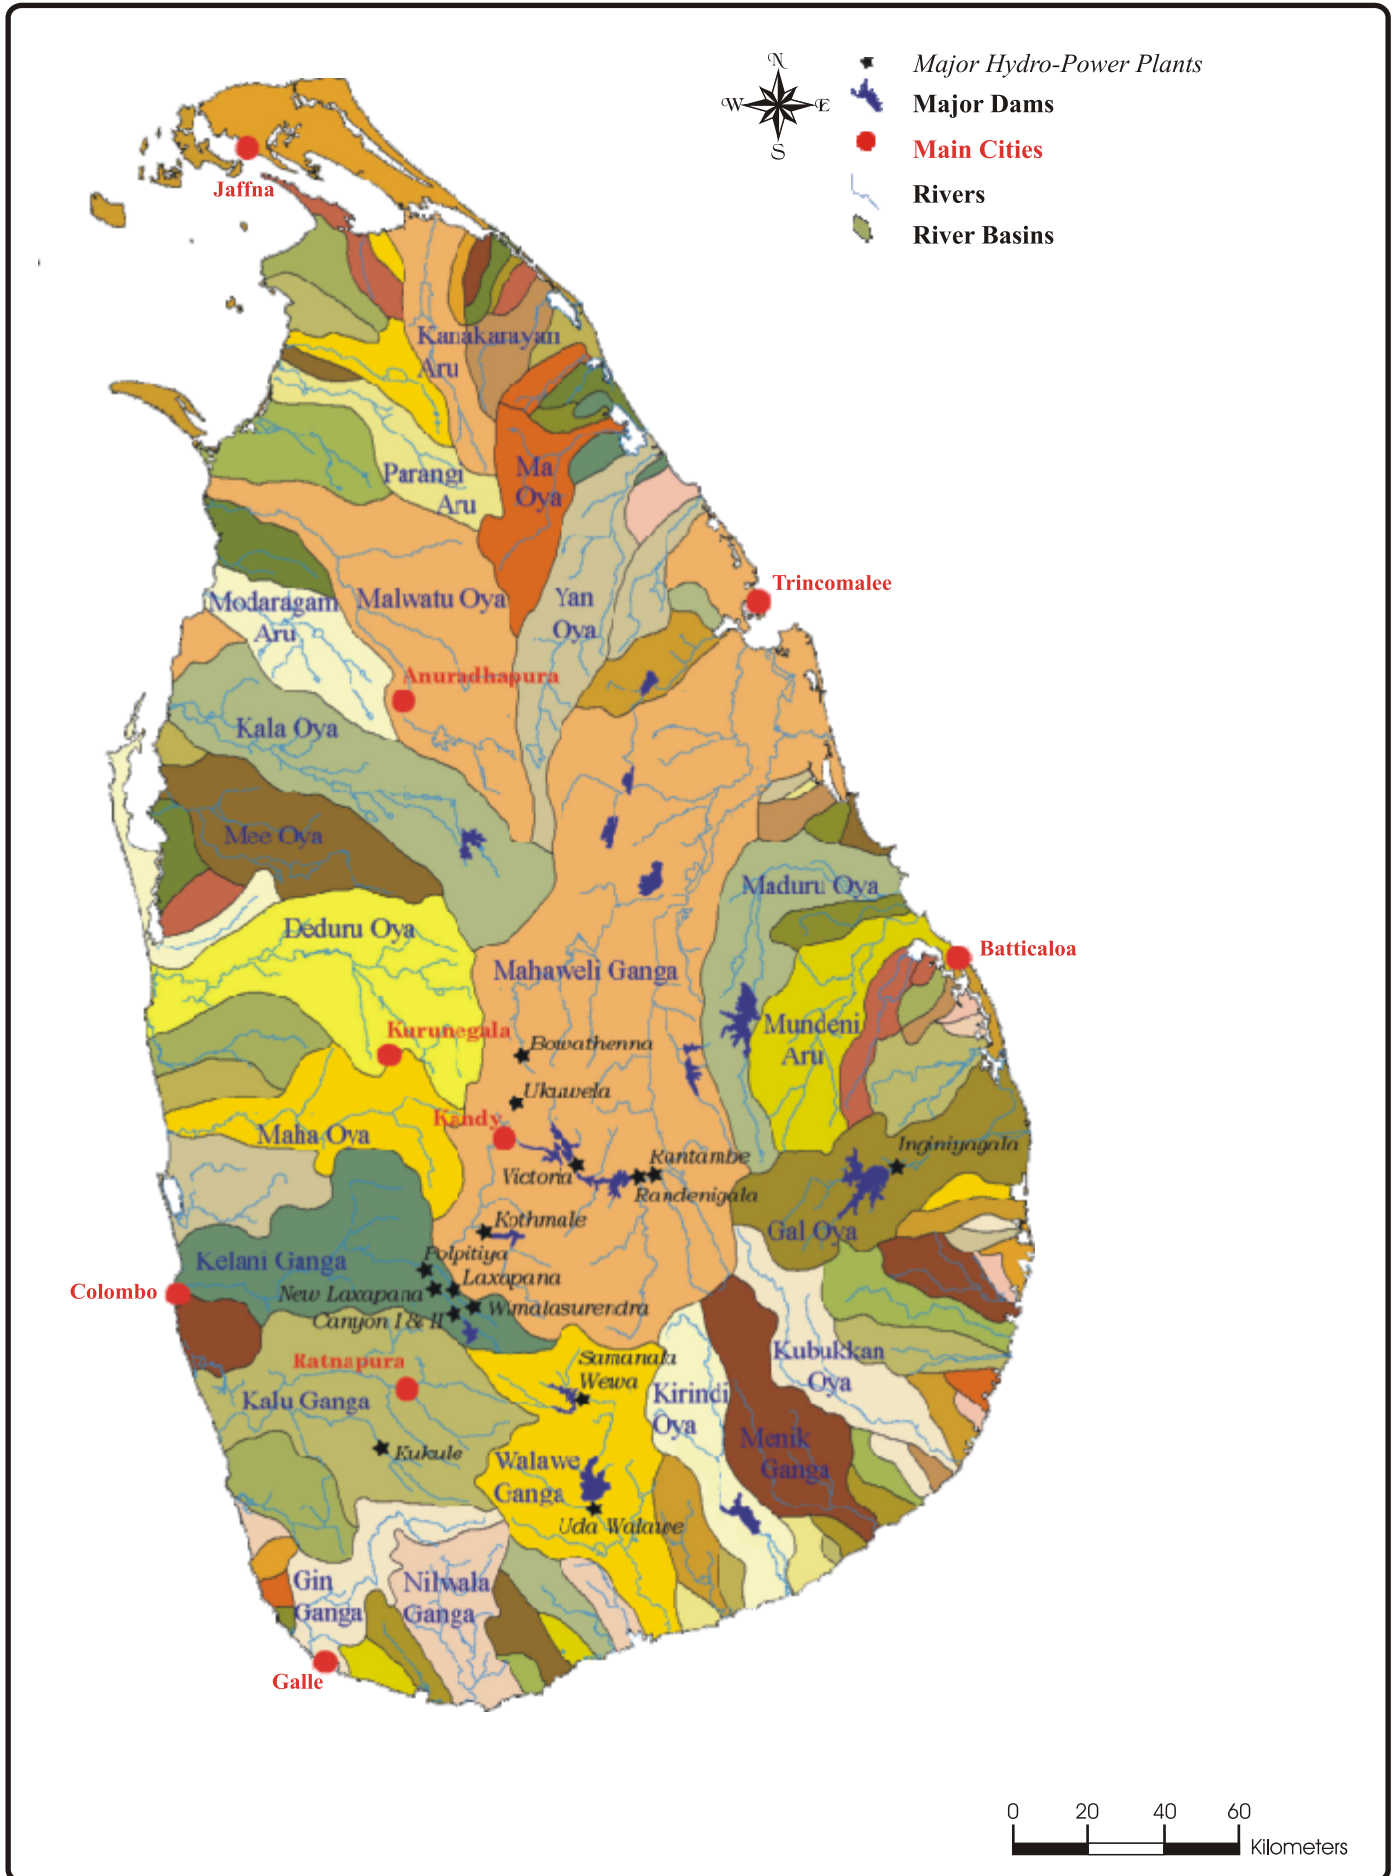 N
Major Hydro-Power Plants
W E
Major Dams
S
Main Cities
Jaffna
Rivers
River Basins
Kanakarayan
Aru
Parangi
Aru
Ma
Oya
Trincomalee
Modaragam
Aru
Malwatu Oya
Yan
Oya
Anuradhapura
Kala Oya
Mee Oya
Maduru Oya
Deduru Oya
Batticaloa
Mahaweli Ganga
Kurunegala
Mundeni
Aru
Bowathenna
Ukuwela
Kandy
Maha Oya
Inginiyagala
Rantambe
Victoria
Randenigala
Kothmale
Gal Oya
Polpitiya
Kelani Ganga
Laxapana
Colombo
New Laxapana
Wimalasurendra
Canyon I & II
Ratnapura
Samanala
Wewa
Kubukkan
Oya
Kalu Ganga
Kirindi
Oya
Kukule
Menik
Ganga
Walawe
Ganga
Uda Walawe
Gin
Ganga
Nilwala
Ganga
Galle
0 20 40 60
Kilometers